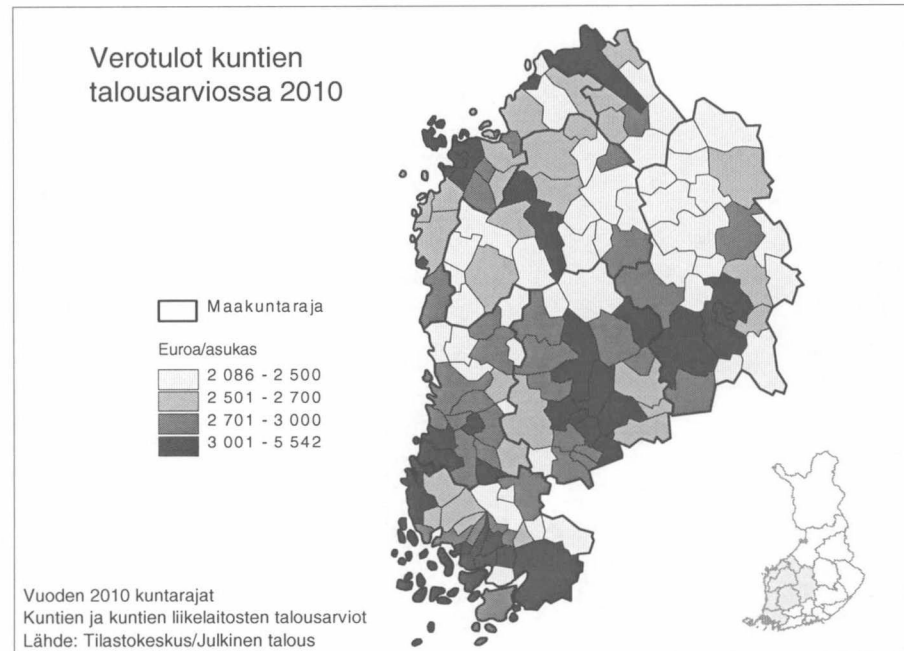 Verotulot kuntien
talousarviossa 2010
Maakuntaraja
Euroa/asukas
2 086 - 2 500
2 501 - 2 700
2 701 - 3 000
3 001 - 5 542
Vuoden 2010 kuntarajat
Kuntien ja kuntien liikelaitosten talousarviot
Lähde: Tilastokeskus/Julkinen talous